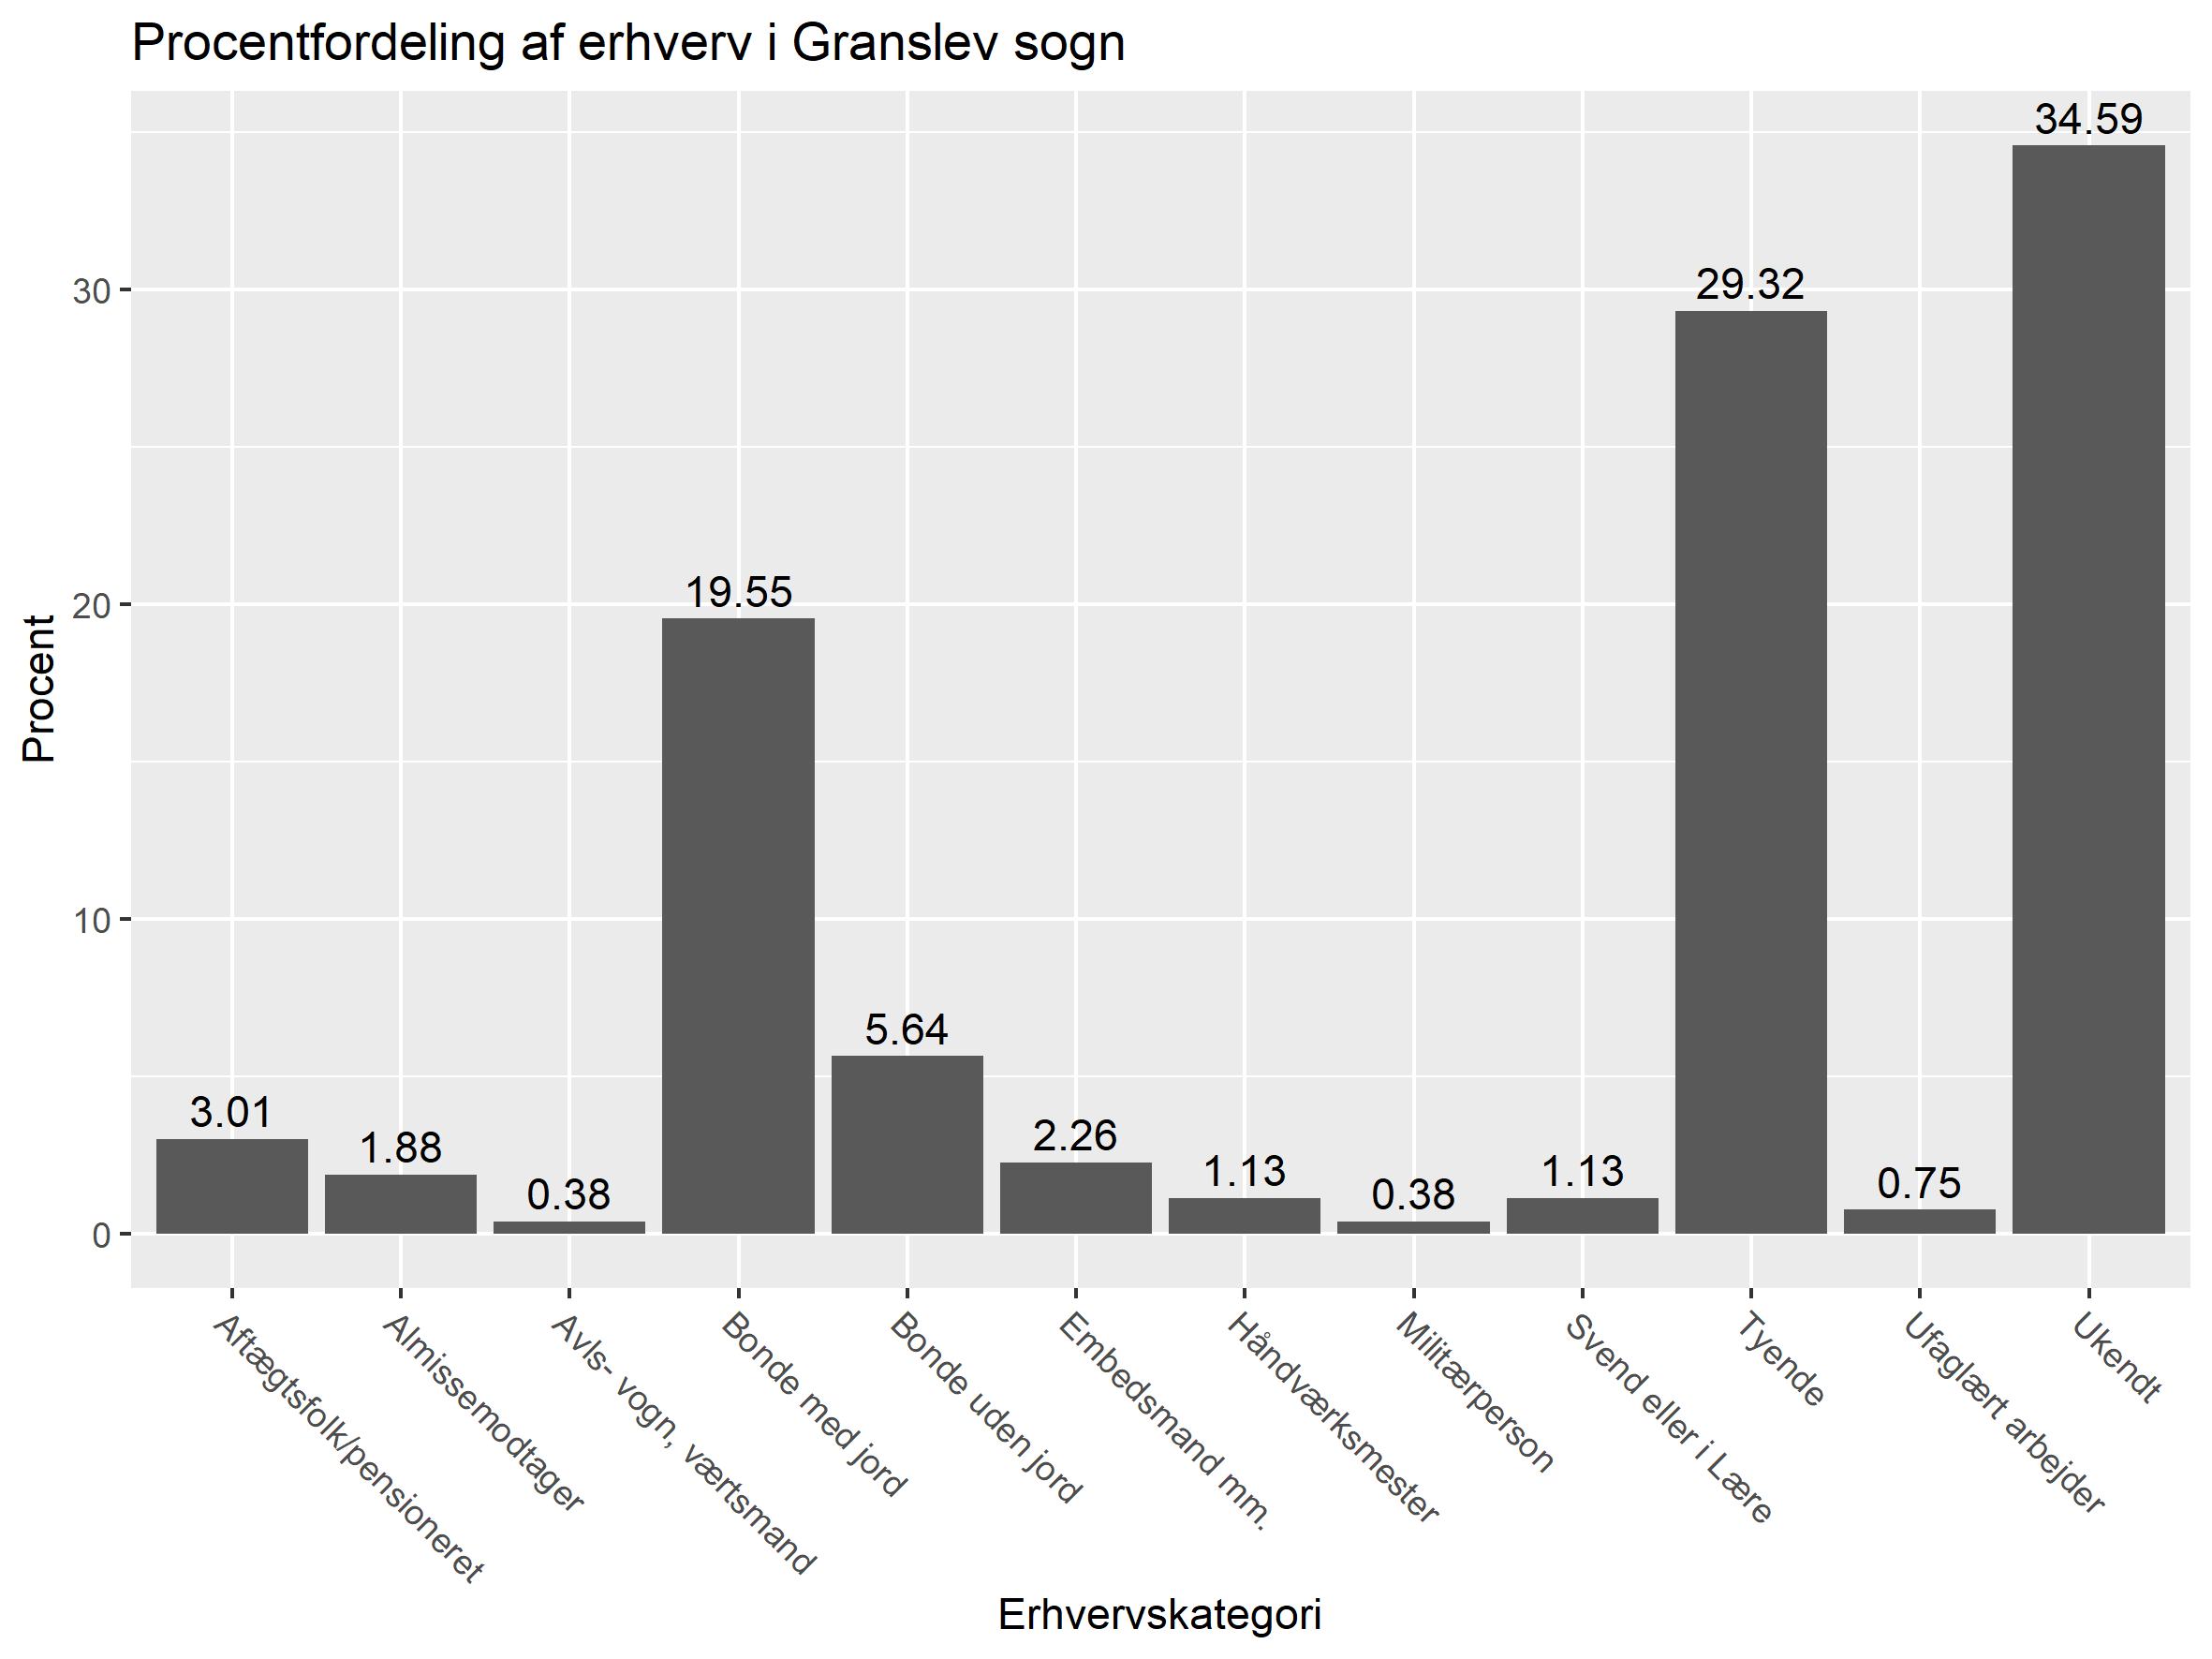 Procentfordeling af erhverv i Granslev sogn
Procent
30
20
10
0
3.01
1.88
0.38
19.55
5.64
2.26
1.13
0.38
1.13
29.32
0.75
34.59
Aftægtsfolk/pensioneret
Almissemodtager
Avls- vogn, værtsmand
Bonde med jord
Bonde uden jord
Embedsmand mm.
Håndværksmester
Militærperson
Svend eller i Lære
Tyende
Ufaglært arbejder
Ukendt
Erhvervskategori